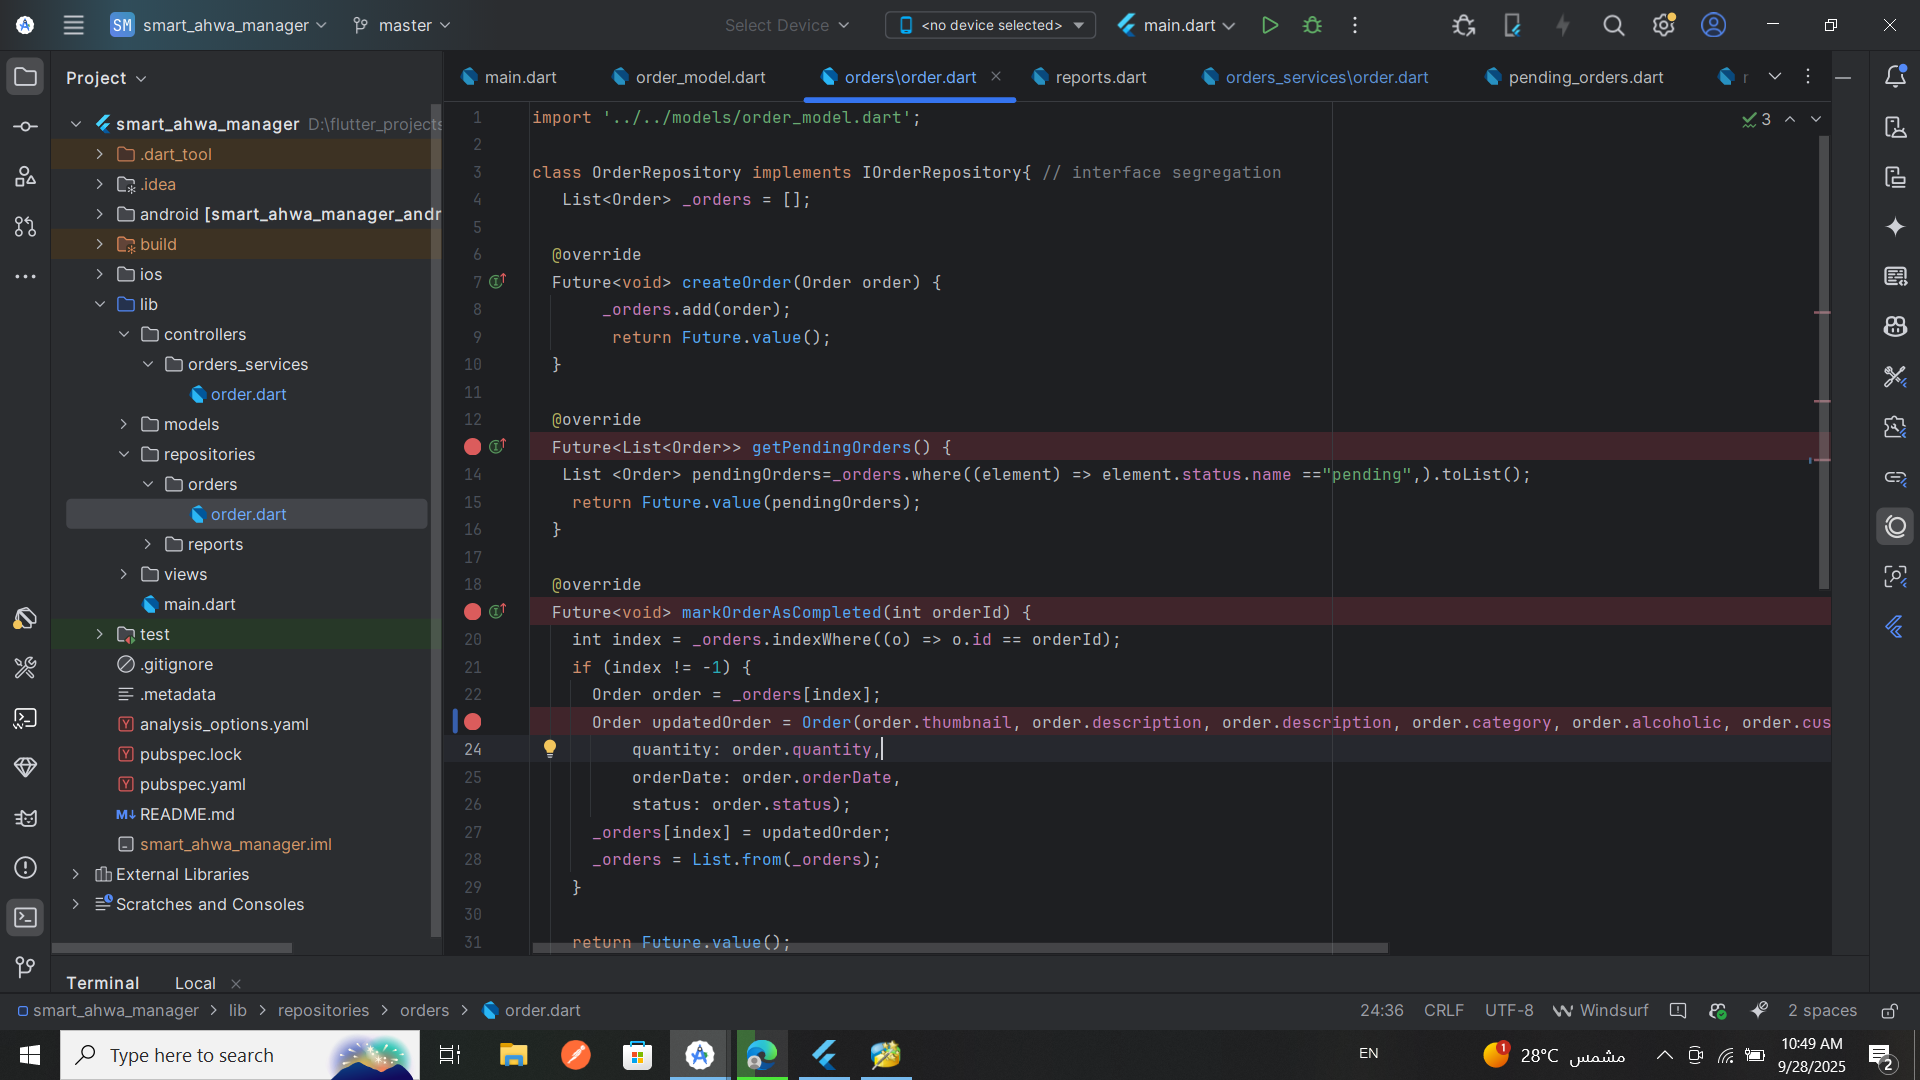 SM smart_ahwa_manager master Select Device <no device selected> main.dart
Project
main.dart order_model.dart orders\order.dart reports.dart orders_services\order.dart pending_orders.dart r
smart_ahwa_manager D:\flutter_projects
.dart_tool
.idea
android [smart_ahwa_manager_andr
build
ios
lib
controllers
orders_services
order.dart
models
repositories
orders
order.dart
reports
views
main.dart
test
.gitignore
.metadata
analysis_options.yaml
pubspec.lock
pubspec.yaml
README.md
smart_ahwa_manager.iml
External Libraries
Scratches and Consoles
3
1 import '../../models/order_model.dart';
2
3 class OrderRepository implements IOrderRepository{ // interface segregation
4 List<Order> _orders = [];
5
6 @override
7 Future<void> createOrder(Order order) {
8 _orders.add(order);
9 return Future.value();
10 }
11
12 @override
Future<List<Order>> getPendingOrders() {
14 List <Order> pendingOrders=_orders.where((element) => element.status.name =="pending",).toList();
15 return Future.value(pendingOrders);
16 }
17
18 @override
Future<void> markOrderAsCompleted(int orderId) {
20 int index = _orders.indexWhere((o) => o.id == orderId);
21 if (index != -1) {
22 Order order = _orders[index];
Order updatedOrder = Order(order.thumbnail, order.description, order.description, order.category, order.alcoholic, order.cus
24 quantity: order.quantity,
25 orderDate: order.orderDate,
26 status: order.status);
27 _orders[index] = updatedOrder;
28 _orders = List.from(_orders);
29 }
30
31 return Future.value();
Terminal Local
smart_ahwa_manager > lib > repositories > orders > order.dart 24:36 CRLF UTF-8 Windsurf 2 spaces
Type here to search EN 1 28°C مشمس 10:49 AM
9/28/2025 2